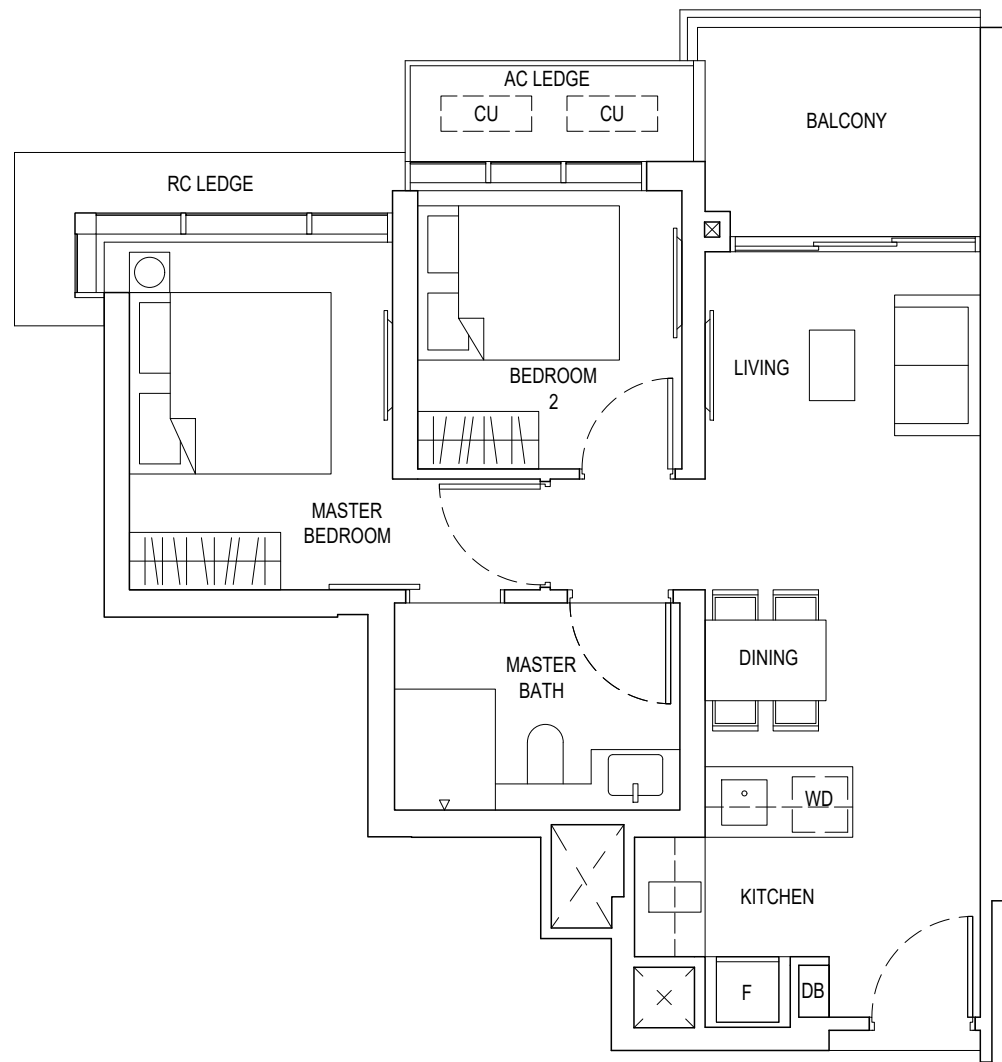 AC LEDGE
CU
CU
BALCONY
RC LEDGE
BEDROOM
2
LIVING
MASTER
BEDROOM
MASTER
BATH
DINING
WD
KITCHEN
F
DB